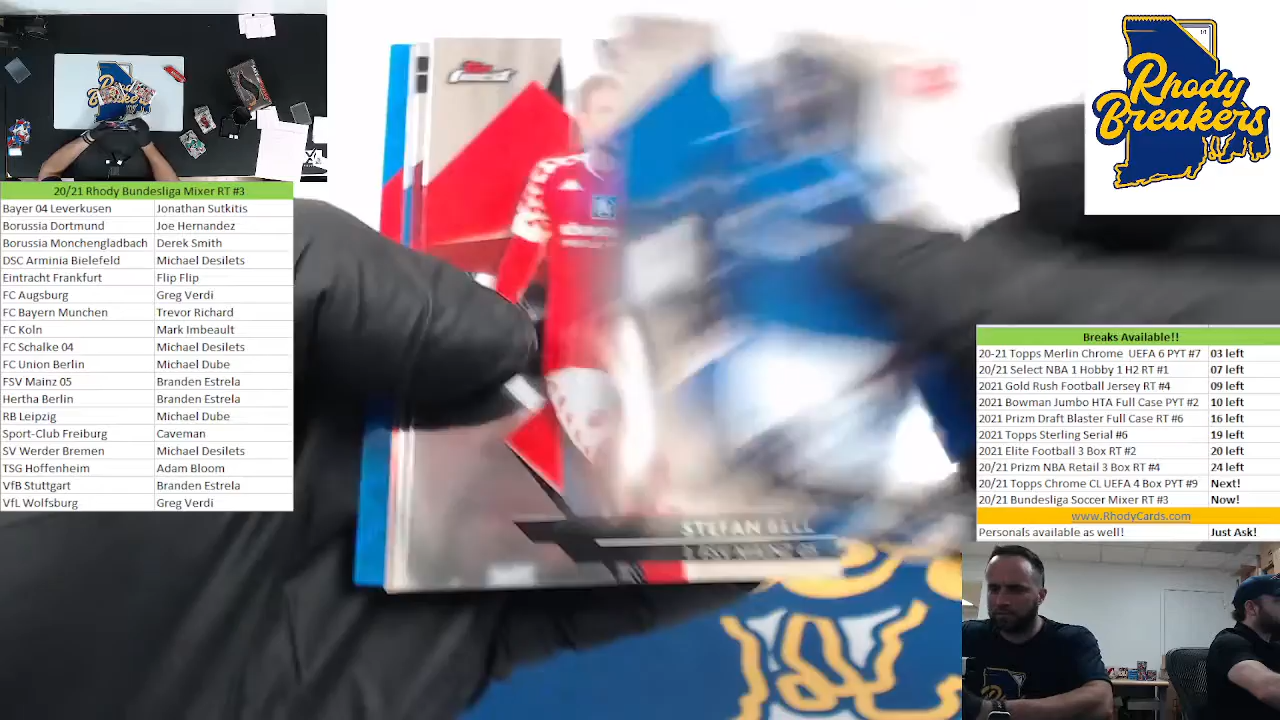 20/21 Rhody Bundesliga Mixer RT #3
Bayer 04 Leverkusen Jonathan Sutkitis
Borussia Dortmund Joe Hernandez
Borussia Monchengladbach Derek Smith
DSC Arminia Bielefeld Michael Desilets
Eintracht Frankfurt Flip Flip
FC Augsburg Greg Verdi
FC Bayern Munchen Trevor Richard
FC Koln Mark Imbeault
FC Schalke 04 Michael Desilets
FC Union Berlin Michael Dube
FSV Mainz 05 Branden Estrela
Hertha Berlin Branden Estrela
RB Leipzig Michael Dube
Sport-Club Freiburg Caveman
SV Werder Bremen Michael Desilets
TSG Hoffenheim Adam Bloom
VfB Stuttgart Branden Estrela
VfL Wolfsburg Greg Verdi
STEFAN BELL
Rhody
Breakers
Breaks Available!!
20-21 Topps Merlin Chrome UEFA 6 PYT #7 03 left
20/21 Select NBA 1 Hobby 1 H2 RT #1 07 left
2021 Gold Rush Football Jersey RT #4 09 left
2021 Bowman Jumbo HTA Full Case PYT #2 10 left
2021 Prizm Draft Blaster Full Case RT #6 16 left
2021 Topps Sterling Serial #6 19 left
2021 Elite Football 3 Box RT #2 20 left
20/21 Prizm NBA Retail 3 Box RT #4 24 left
20/21 Topps Chrome CL UEFA 4 Box PYT #9 Next!
20/21 Bundesliga Soccer Mixer RT #3 Now!
www.RhodyCards.com
Personals available as well! Just Ask!